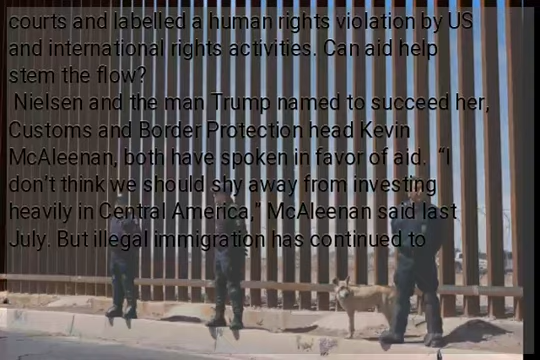 courts and labelled a human rights violation by US
and international rights activities. Can aid help
stem the flow?
Nielsen and the man Trump named to succeed her,
Customs and Border Protection head Kevin
McAleenan, both have spoken in favor of aid. “I
don't think we should shy away from investing
heavily in Central America,” McAleenan said last
July. But illegal immigration has continued to